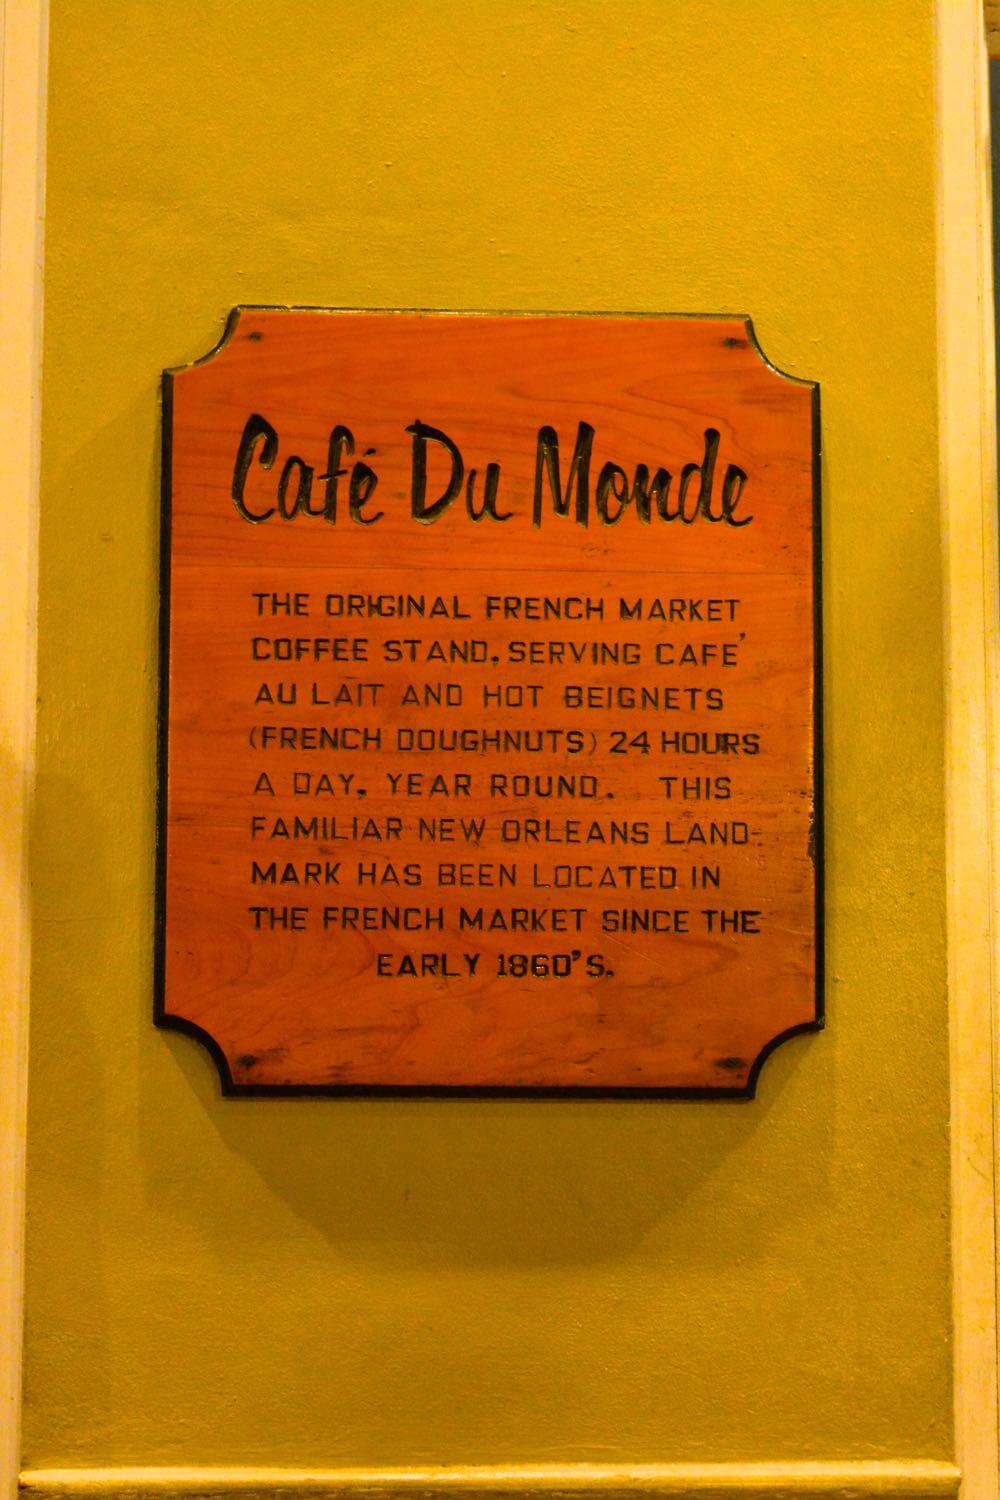 Café Du Monde
THE ORIGINAL FRENCH MARKET
COFFEE STAND, SERVING CAFE'
AU LAIT AND HOT BEIGNETS
(FRENCH DOUGHNUTS) 24 HOURS
A DAY, YEAR ROUND. THIS
FAMILIAR NEW ORLEANS LAND-
MARK HAS BEEN LOCATED IN
THE FRENCH MARKET SINCE THE
EARLY 1860'S.